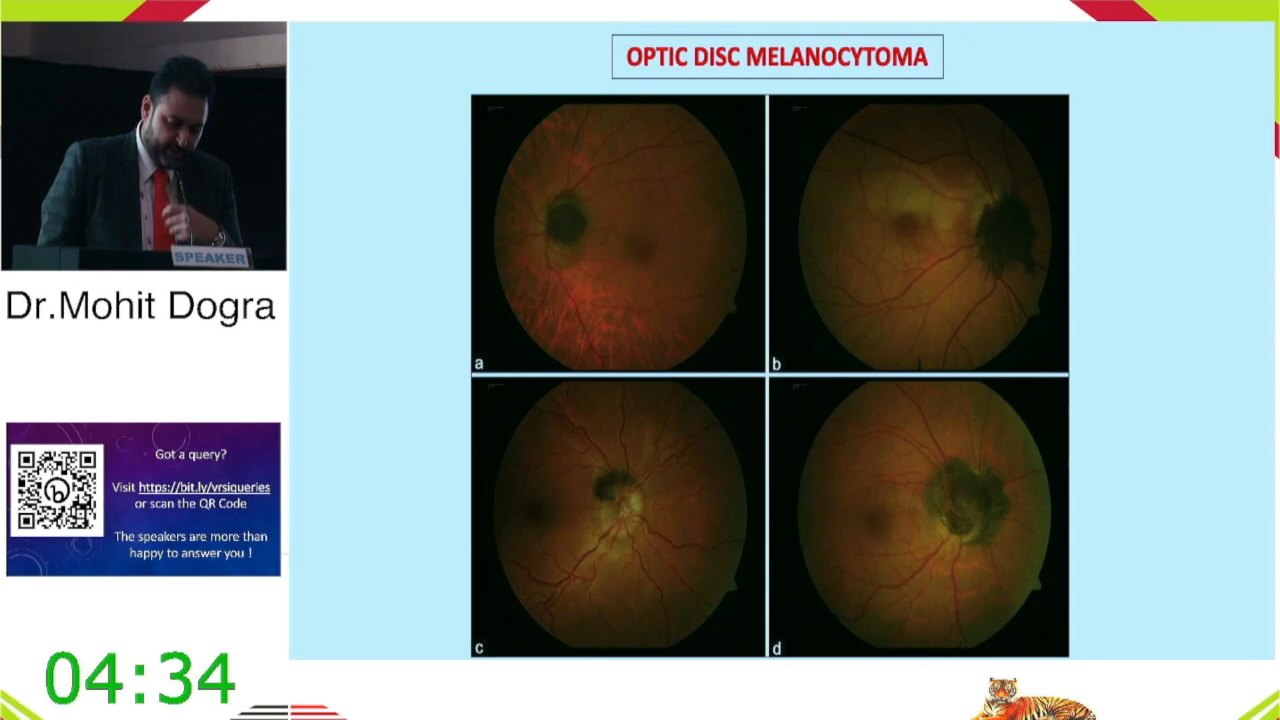 OPTIC DISC MELANOCYTOMA
SPEAKER
Dr.Mohit Dogra
a
b
c
d
Got a query?
Visit https://bit.ly/vrsiqueries
or scan the QR Code
The speakers are more than
happy to answer you !
04:34